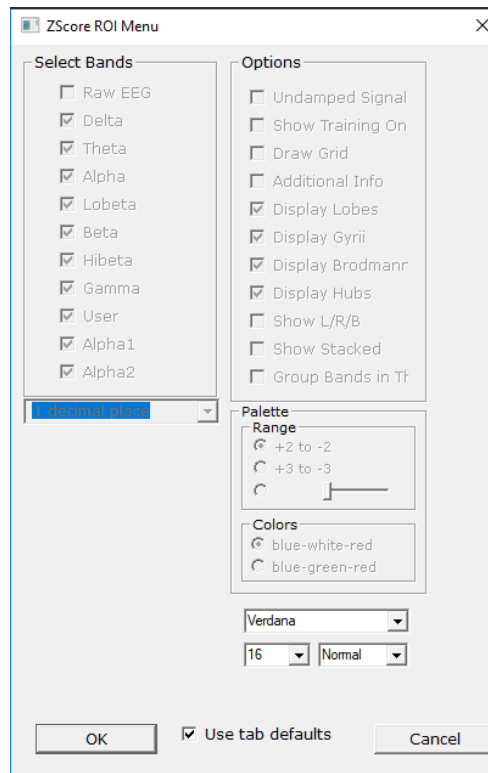 ZScore ROI Menu
Select Bands
Raw EEG
Delta
Theta
Alpha
Lobeta
Beta
Hibeta
Gamma
User
Alpha1
Alpha2
1 decimal place
Options
Undamped Signal
Show Training On
Draw Grid
Additional Info
Display Lobes
Display Gyrii
Display Brodmann
Display Hubs
Show L/R/B
Show Stacked
Group Bands in Th
Palette
Range
+2 to -2
+3 to -3
Colors
blue-white-red
blue-green-red
Verdana
16 Normal
OK Use tab defaults Cancel